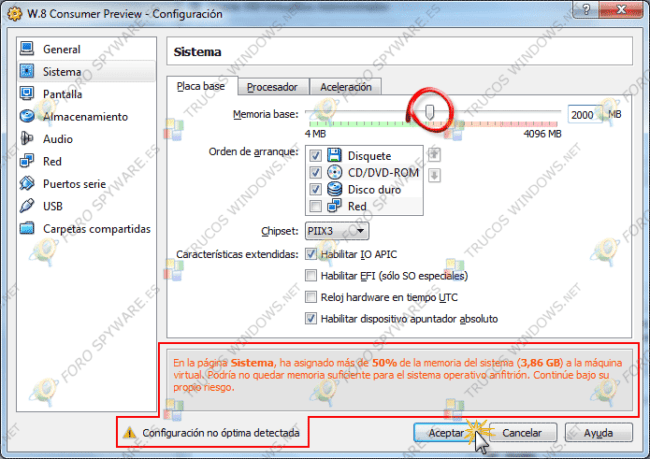 W.8 Consumer Preview - Configuración
General
Sistema
Pantalla
Almacenamiento
Audio
Red
Puertos serie
USB
Carpetas compartidas
Sistema
Placa base
Procesador
Aceleración
Memoria base:
2000 MB
4 MB
4096 MB
Orden de arranque:
Disquete
CD/DVD-ROM
Disco duro
Red
Chipset: PIIX3
Características extendidas:
Habilitar IO APIC
Habilitar EFI (sólo SO especiales)
Reloj hardware en tiempo UTC
Habilitar dispositivo apuntador absoluto
En la página Sistema, ha asignado más de 50% de la memoria del sistema (3,86 GB) a la máquina
virtual. Podría no quedar memoria suficiente para el sistema operativo anfitrión. Continúe bajo su
propio riesgo.
Configuración no óptima detectada
Aceptar
Cancelar
Ayuda
FORO SPYWARE.ES
TRUCOS WINDOWS.NET